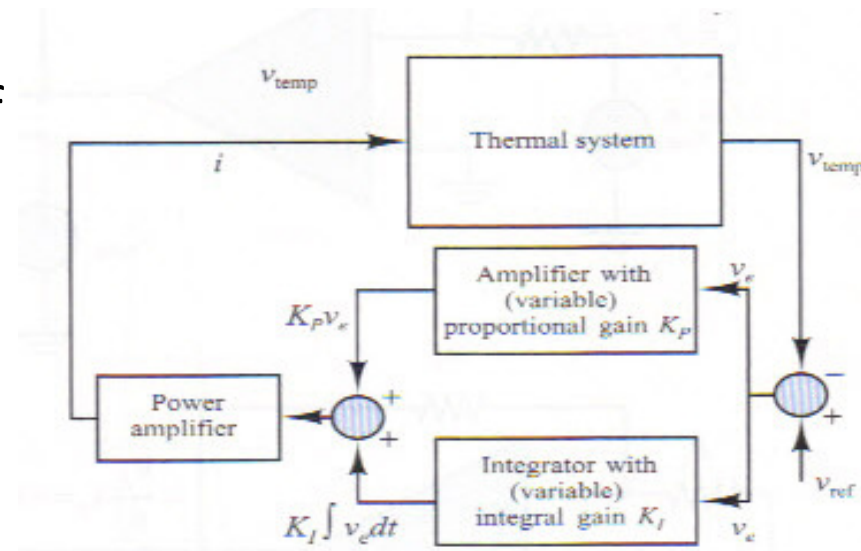 v_temp
Thermal system
i
v_temp
Amplifier with
(variable)
proportional gain K_P
v_e
K_P v_e
−
+
Power
amplifier
+
+
Integrator with
(variable)
integral gain K_I
v_ref
K_I ∫ v_e dt
v_e